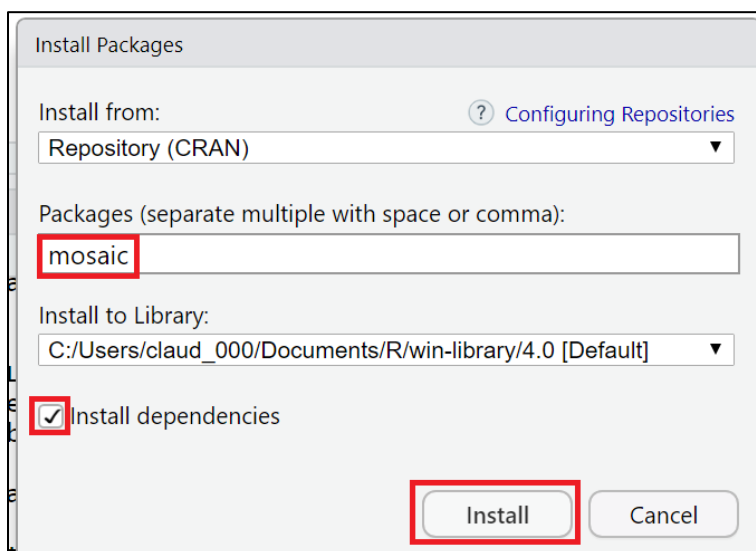 Install Packages
Install from:
? Configuring Repositories
Repository (CRAN)
Packages (separate multiple with space or comma):
mosaic
Install to Library:
C:/Users/claud_000/Documents/R/win-library/4.0 [Default]
Install dependencies
Install
Cancel